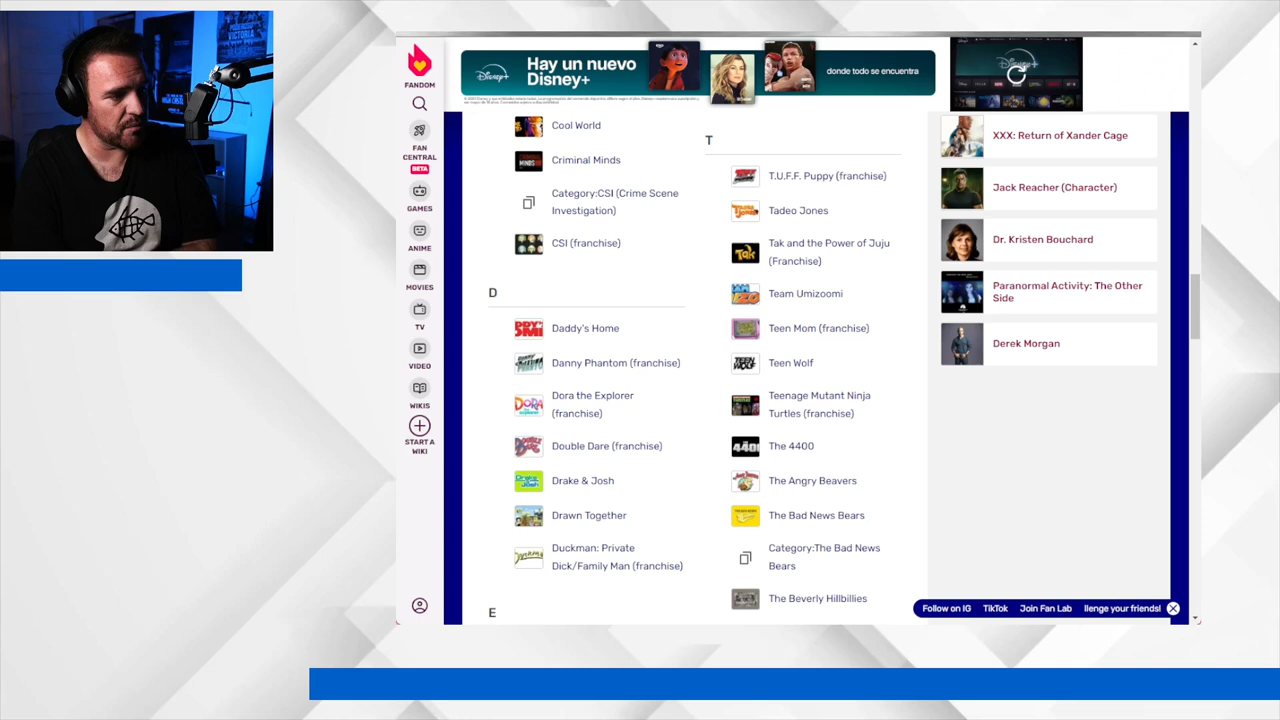 FANDOM
FAN
CENTRAL
BETA
GAMES
ANIME
MOVIES
TV
VIDEO
WIKIS
START A
WIKI
Disney+
Hay un nuevo
Disney+
donde todo se encuentra
Cool World
Criminal Minds
Category:CSI (Crime Scene
Investigation)
CSI (franchise)
D
Daddy's Home
Danny Phantom (franchise)
Dora the Explorer
(franchise)
Double Dare (franchise)
Drake & Josh
Drawn Together
Duckman: Private
Dick/Family Man (franchise)
E
T
T.U.F.F. Puppy (franchise)
Tadeo Jones
Tak and the Power of Juju
(Franchise)
Team Umizoomi
Teen Mom (franchise)
Teen Wolf
Teenage Mutant Ninja
Turtles (franchise)
The 4400
The Angry Beavers
The Bad News Bears
Category:The Bad News
Bears
The Beverly Hillbillies
XXX: Return of Xander Cage
Jack Reacher (Character)
Dr. Kristen Bouchard
Paranormal Activity: The Other
Side
Derek Morgan
Follow on IG TikTok Join Fan Lab llenge your friends!